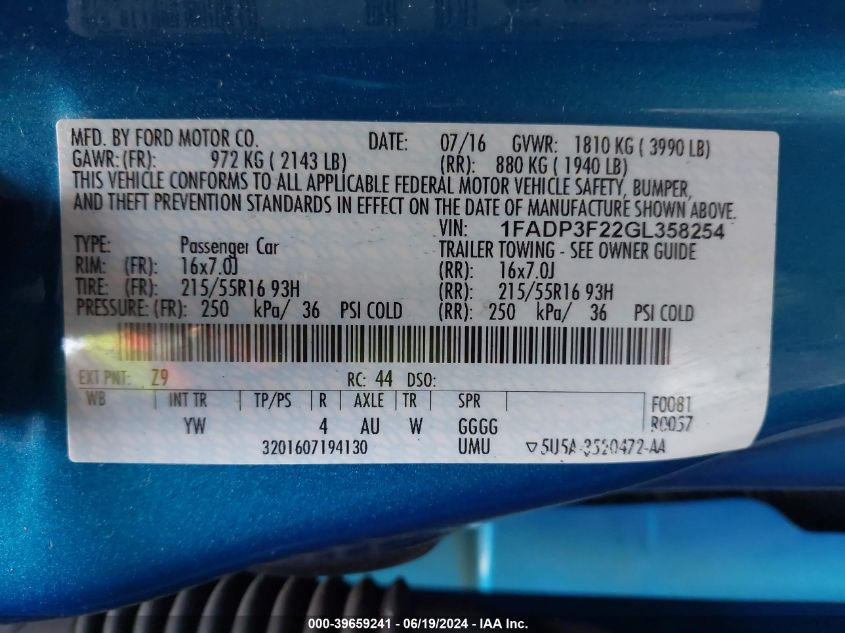 MFD. BY FORD MOTOR CO. DATE: 07/16 GVWR: 1810 KG ( 3990 LB)
GAWR: (FR): 972 KG ( 2143 LB) (RR): 880 KG ( 1940 LB)
THIS VEHICLE CONFORMS TO ALL APPLICABLE FEDERAL MOTOR VEHICLE SAFETY, BUMPER,
AND THEFT PREVENTION STANDARDS IN EFFECT ON THE DATE OF MANUFACTURE SHOWN ABOVE.
VIN: 1FADP3F22GL358254
TYPE: Passenger Car TRAILER TOWING - SEE OWNER GUIDE
RIM: (FR): 16x7.0J (RR): 16x7.0J
TIRE: (FR): 215/55R16 93H (RR): 215/55R16 93H
PRESSURE: (FR): 250 kPa/ 36 PSI COLD (RR): 250 kPa/ 36 PSI COLD
EXT PNT: Z9 RC: 44 DSO:
WB INT TR TP/PS R AXLE TR SPR F0081
YW 4 AU W GGGG R0057
3201607194130 UMU ▽5U5A-3520472-AA
000-39659241 - 06/19/2024 - IAA Inc.